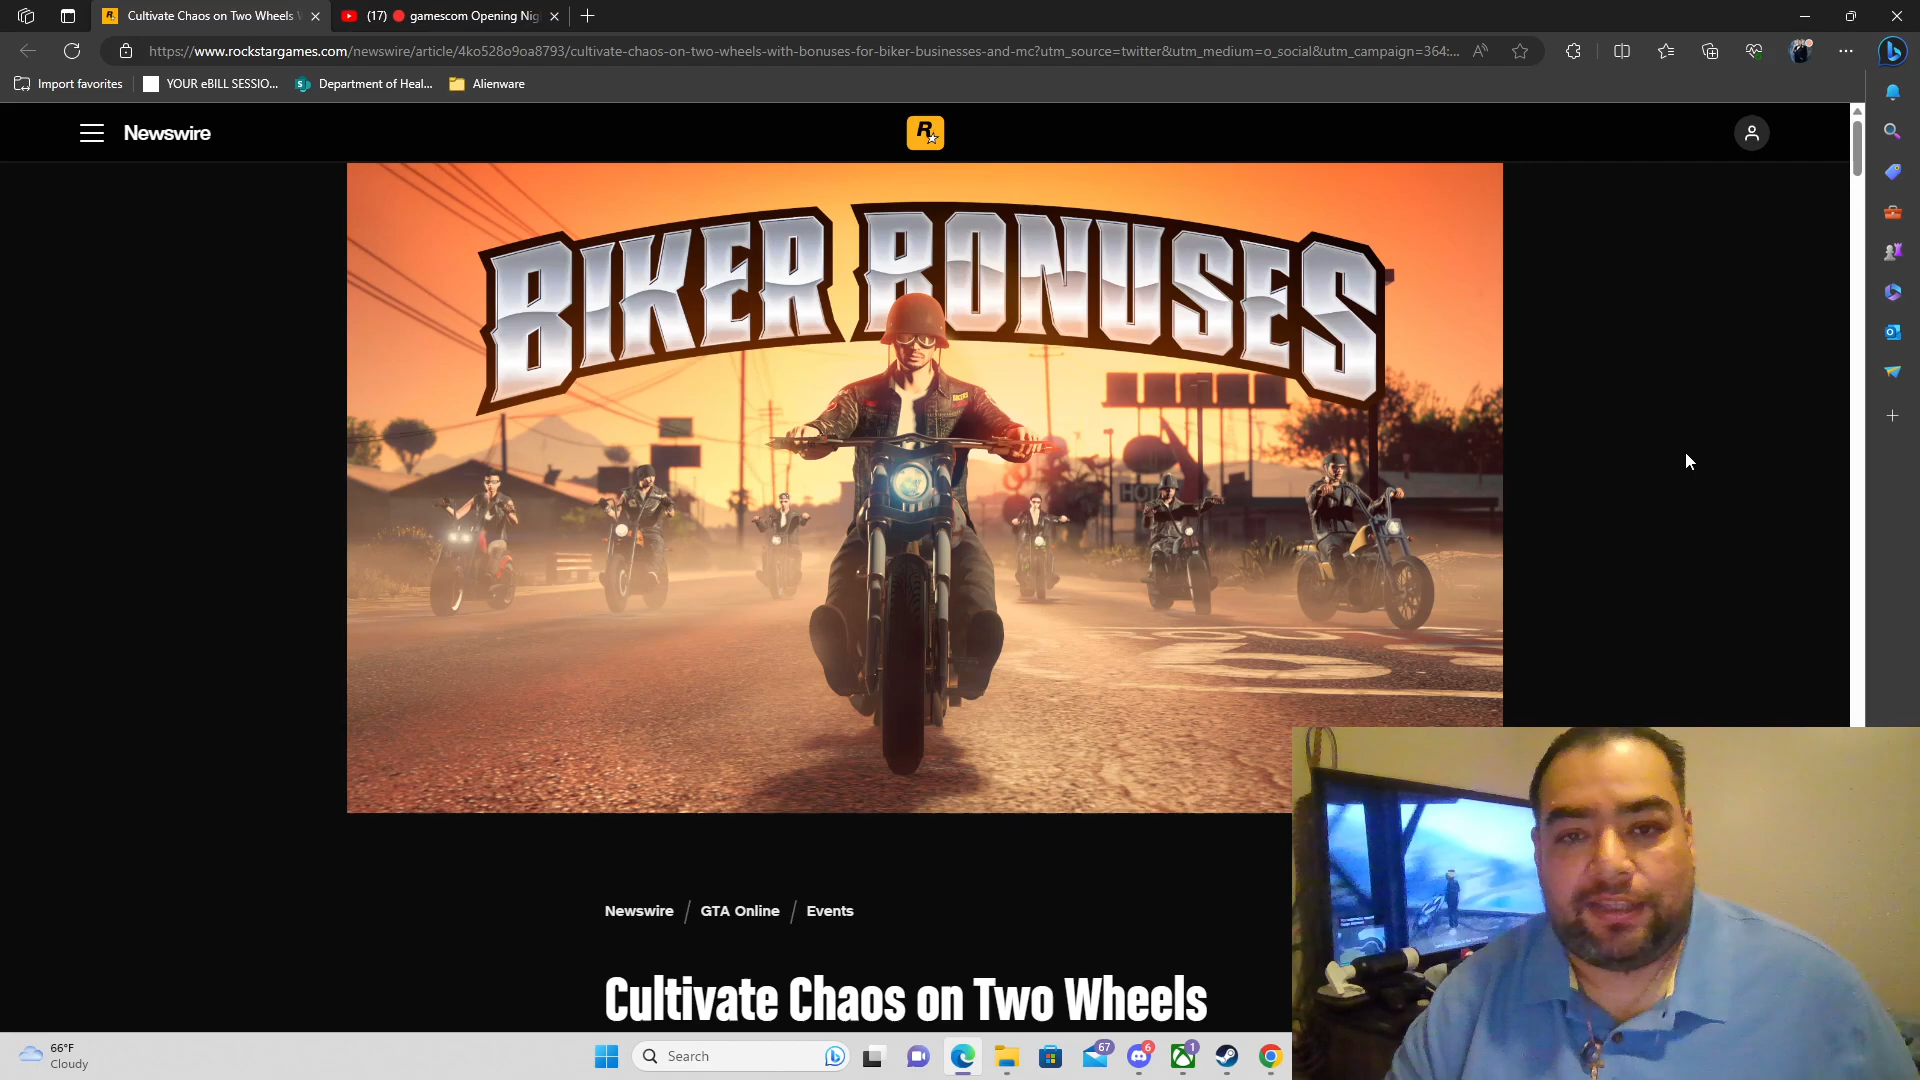 Cultivate Chaos on Two Wheels
(17) gamescom Opening Nig
https://www.rockstargames.com/newswire/article/4ko528o9oa8793/cultivate-chaos-on-two-wheels-with-bonuses-for-biker-businesses-and-mc?utm_source=twitter&utm_medium=o_social&utm_campaign=364:...
Import favorites
YOUR eBILL SESSIO...
Department of Heal...
Alienware
Newswire
R
BIKER BONUSES
HOT
Newswire / GTA Online / Events
Cultivate Chaos on Two Wheels
66°F
Cloudy
Search
67
6
1